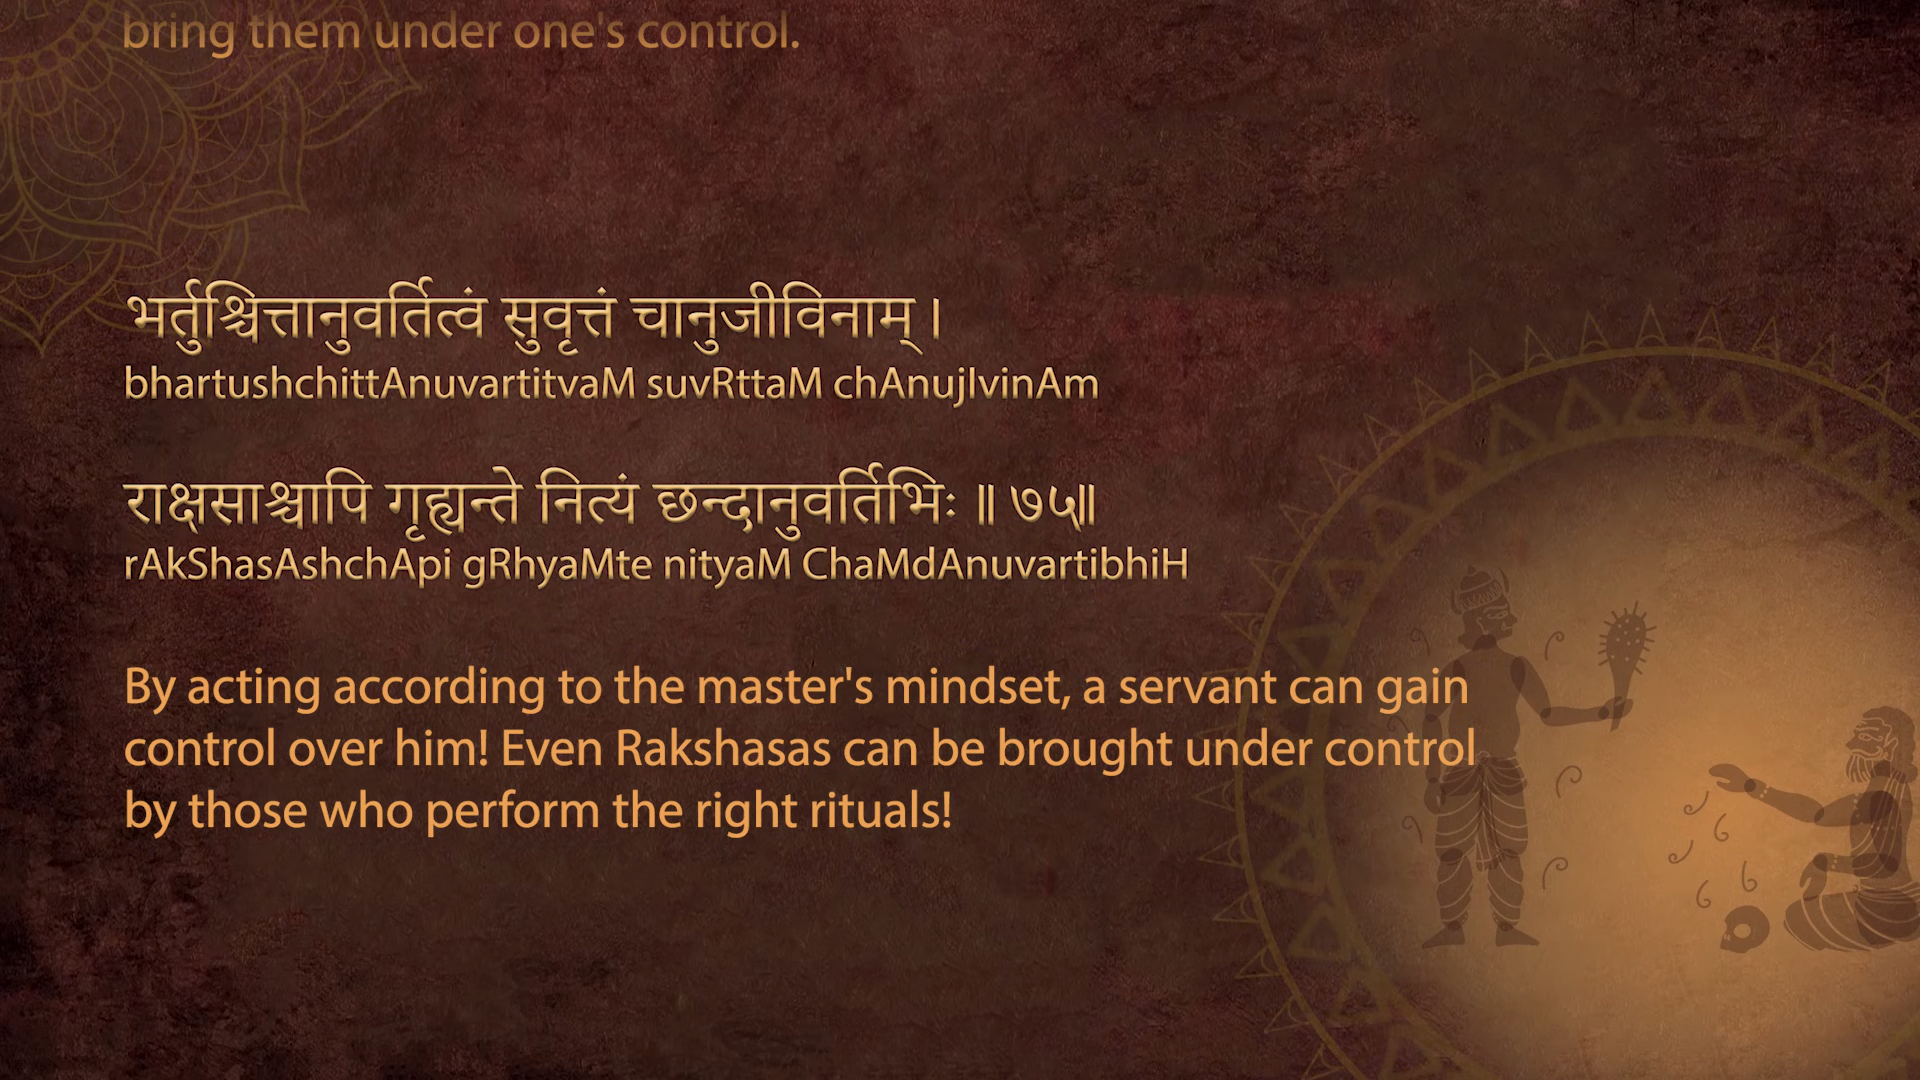 bring them under one's control.
भर्तुश्चित्तानुवर्तित्वं सुवृत्तं चानुजीविनाम् ।
bhartushchittAnuvartitvaM suvRttaM chAnujIvinAm
राक्षसाश्चापि गृह्यन्ते नित्यं छन्दानुवर्तिभिः ॥ ७५॥
rAkShasAshchApi gRhyaMte nityaM ChaMdAnuvartibhiH
By acting according to the master's mindset, a servant can gain
control over him! Even Rakshasas can be brought under control
by those who perform the right rituals!